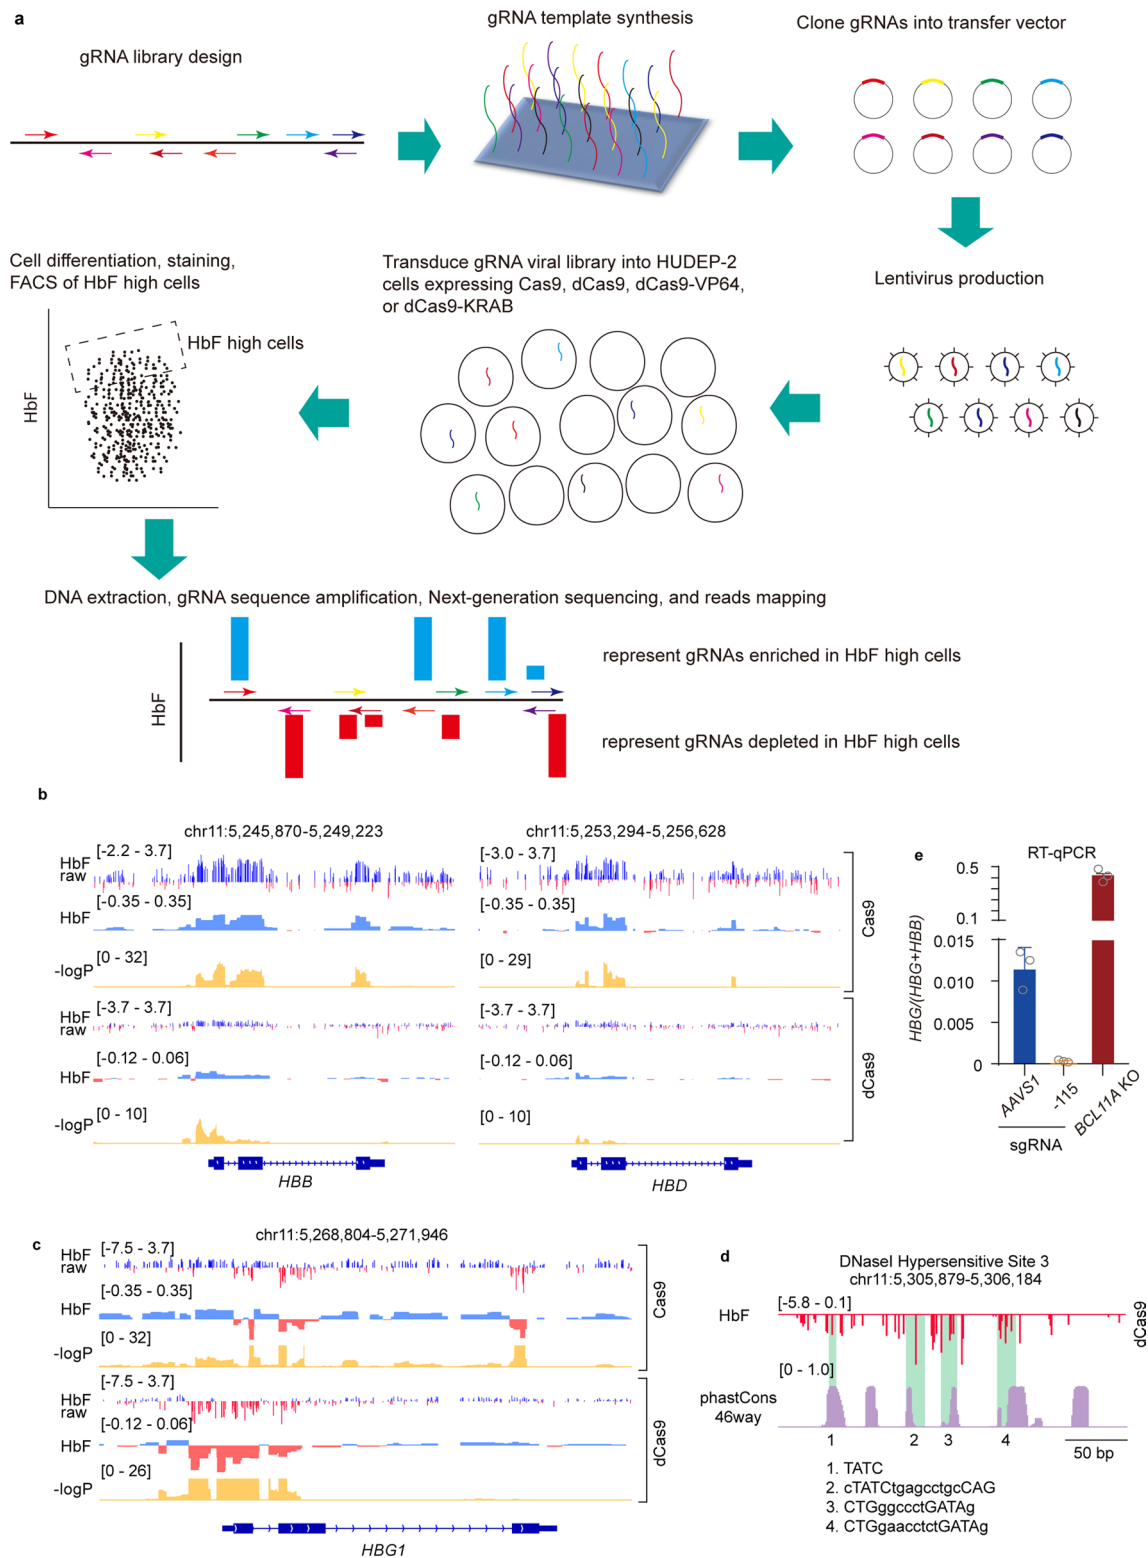 a
gRNA library design
gRNA template synthesis
Clone gRNAs into transfer vector
Lentivirus production
Transduce gRNA viral library into HUDEP-2
cells expressing Cas9, dCas9, dCas9-VP64,
or dCas9-KRAB
Cell differentiation, staining,
FACS of HbF high cells
HbF high cells
HbF
DNA extraction, gRNA sequence amplification, Next-generation sequencing, and reads mapping
HbF
represent gRNAs enriched in HbF high cells
represent gRNAs depleted in HbF high cells
b
chr11:5,245,870-5,249,223
HbF
raw
[-2.2 - 3.7]
HbF
[-0.35 - 0.35]
-logP
[0 - 32]
HbF
raw
[-3.7 - 3.7]
HbF
[-0.12 - 0.06]
-logP
[0 - 10]
HBB
chr11:5,253,294-5,256,628
[-3.0 - 3.7]
[-0.35 - 0.35]
[0 - 29]
Cas9
[-3.7 - 3.7]
[-0.12 - 0.06]
[0 - 10]
dCas9
HBD
e
RT-qPCR
HBG/(HBG+HBB)
0.5
0.1
0.015
0.010
0.005
0
AAVS1
-115
BCL11A KO
sgRNA
c
chr11:5,268,804-5,271,946
HbF
raw
[-7.5 - 3.7]
HbF
[-0.35 - 0.35]
-logP
[0 - 32]
Cas9
HbF
raw
[-7.5 - 3.7]
HbF
[-0.12 - 0.06]
-logP
[0 - 26]
dCas9
HBG1
d
DNaseI Hypersensitive Site 3
chr11:5,305,879-5,306,184
HbF
[-5.8 - 0.1]
dCas9
phastCons
46way
[0 - 1.0]
1 2 3 4
50 bp
1. TATC
2. cTATCtgagcctgcCAG
3. CTGggccctGATAg
4. CTGgaacctctGATAg